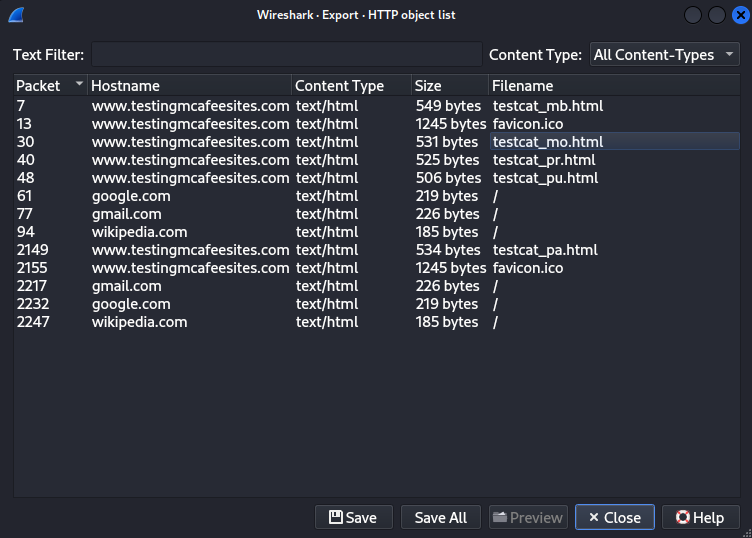 Wireshark · Export · HTTP object list
Text Filter: Content Type: All Content-Types
Packet Hostname Content Type Size Filename
7 www.testingmcafeesites.com text/html 549 bytes testcat_mb.html
13 www.testingmcafeesites.com text/html 1245 bytes favicon.ico
30 www.testingmcafeesites.com text/html 531 bytes testcat_mo.html
40 www.testingmcafeesites.com text/html 525 bytes testcat_pr.html
48 www.testingmcafeesites.com text/html 506 bytes testcat_pu.html
61 google.com text/html 219 bytes /
77 gmail.com text/html 226 bytes /
94 wikipedia.com text/html 185 bytes /
2149 www.testingmcafeesites.com text/html 534 bytes testcat_pa.html
2155 www.testingmcafeesites.com text/html 1245 bytes favicon.ico
2217 gmail.com text/html 226 bytes /
2232 google.com text/html 219 bytes /
2247 wikipedia.com text/html 185 bytes /
Save Save All Preview Close Help